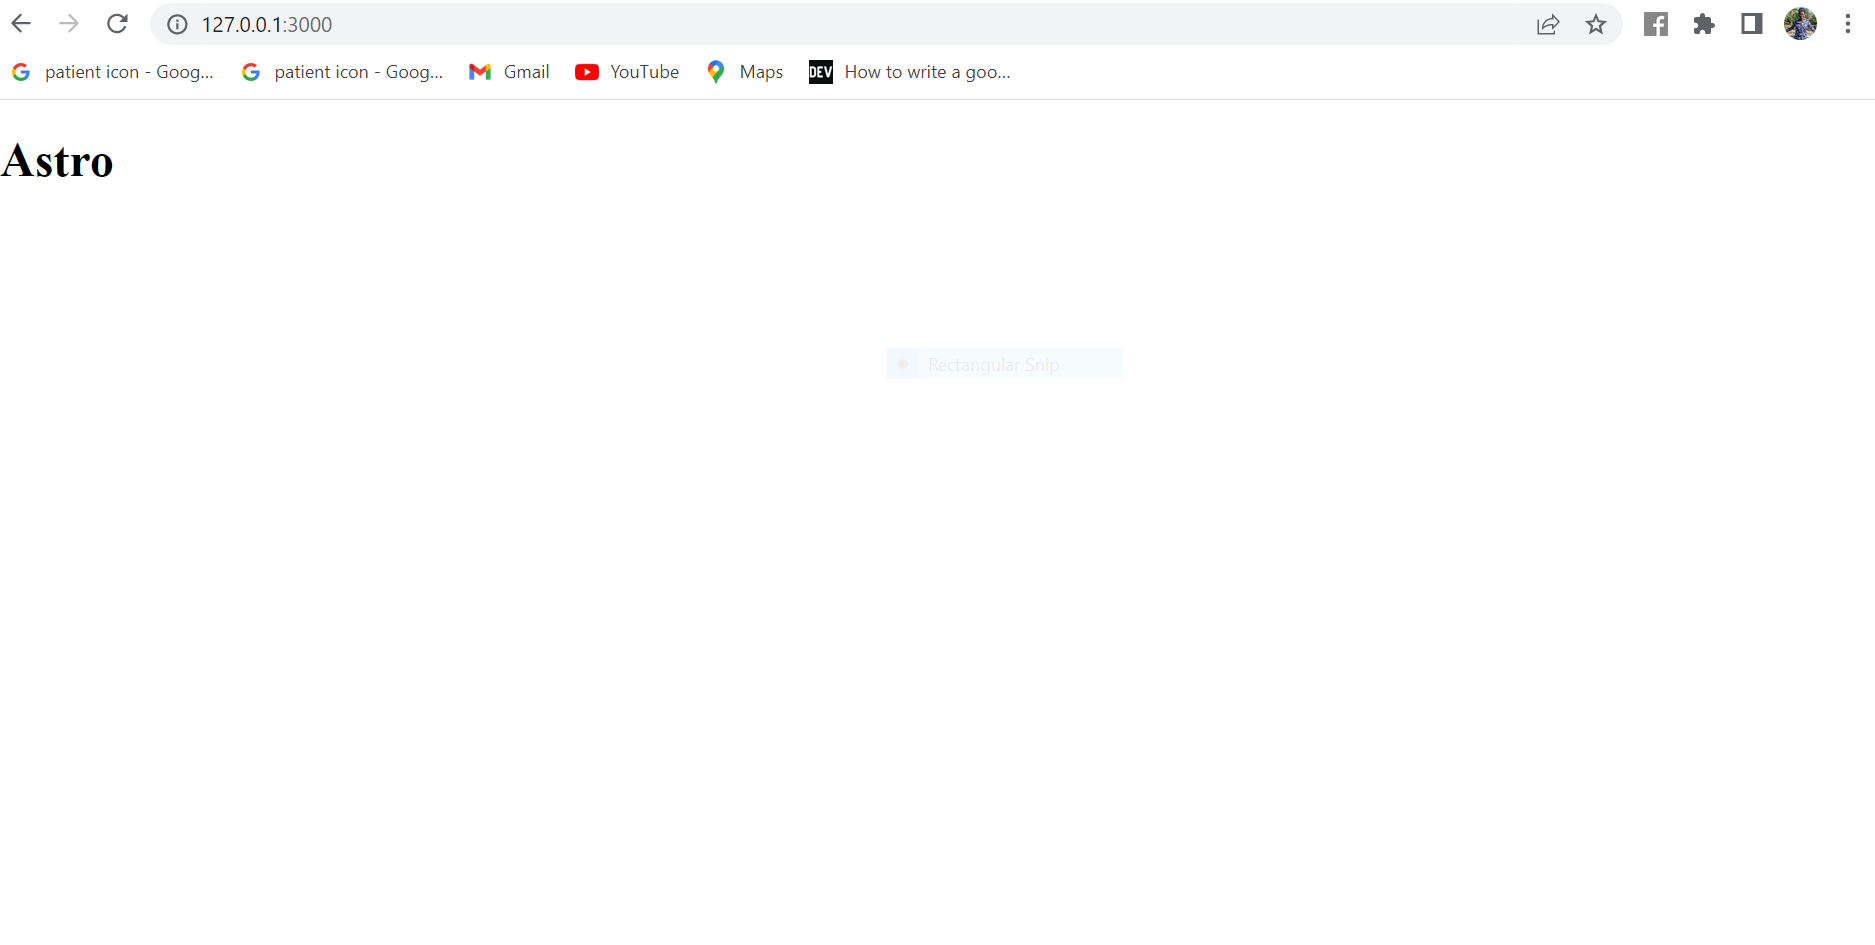 127.0.0.1:3000
patient icon - Goog... patient icon - Goog... Gmail YouTube Maps DEV How to write a goo...
Astro
Rectangular Snip